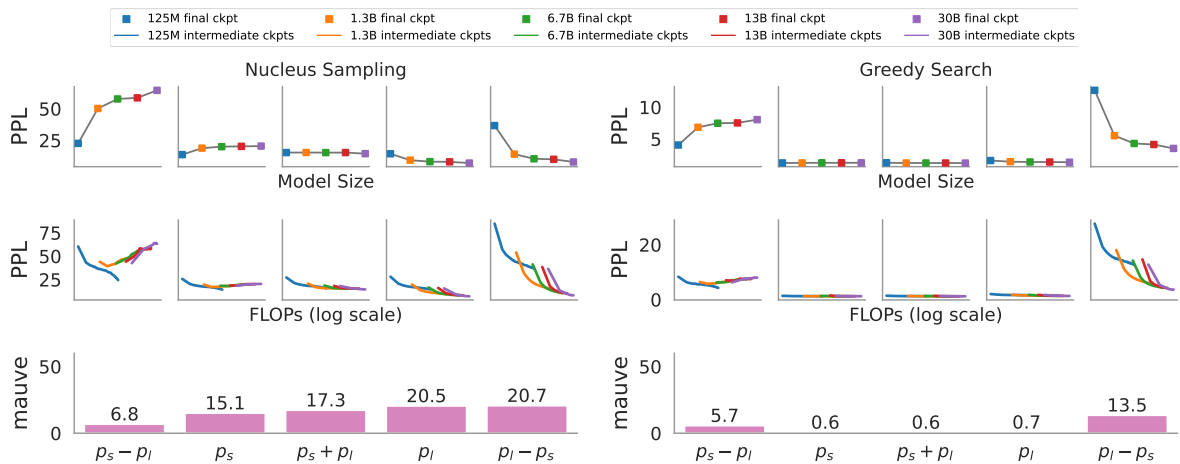 125M final ckpt 1.3B final ckpt 6.7B final ckpt 13B final ckpt 30B final ckpt
125M intermediate ckpts 1.3B intermediate ckpts 6.7B intermediate ckpts 13B intermediate ckpts 30B intermediate ckpts
Nucleus Sampling
PPL
50
25
Model Size
PPL
75
50
25
FLOPs (log scale)
mauve
50
0
6.8 15.1 17.3 20.5 20.7
p_s − p_l p_s p_s + p_l p_l p_l − p_s
Greedy Search
PPL
10
5
Model Size
PPL
20
0
FLOPs (log scale)
mauve
50
0
5.7 0.6 0.6 0.7 13.5
p_s − p_l p_s p_s + p_l p_l p_l − p_s